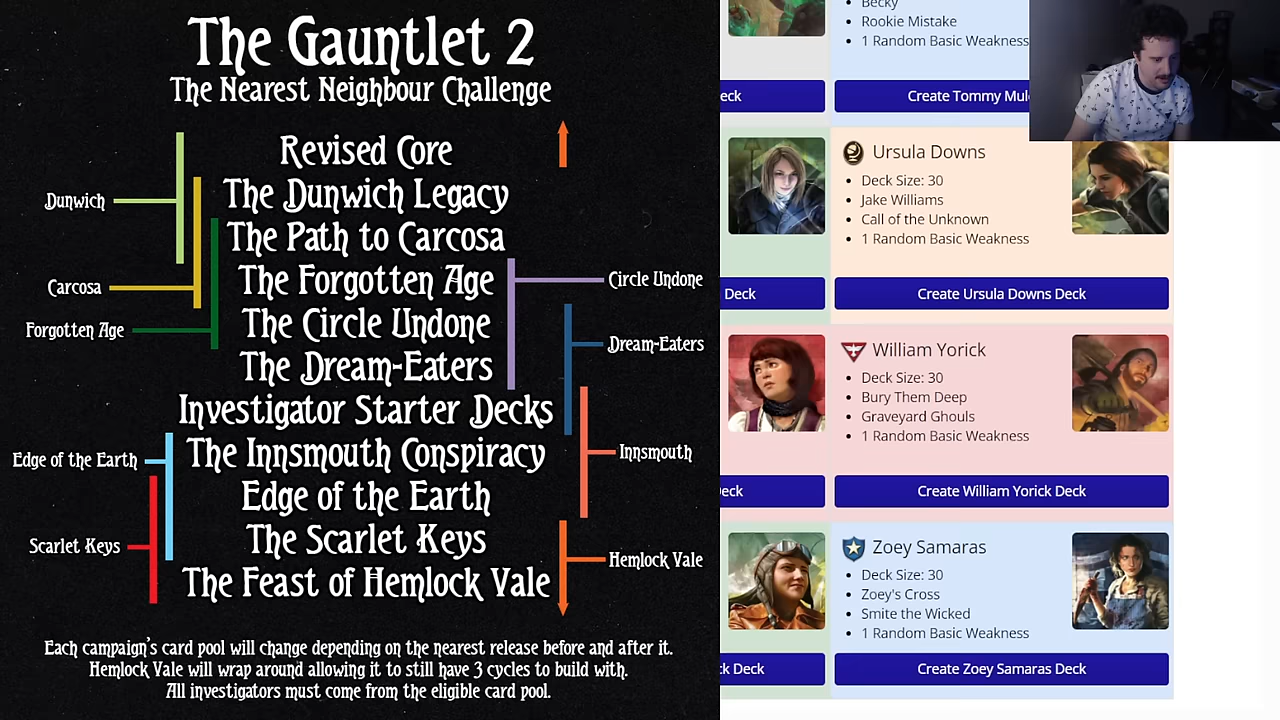 The Gauntlet 2
The Nearest Neighbour Challenge
Revised Core
The Dunwich Legacy
The Path to Carcosa
The Forgotten Age
The Circle Undone
The Dream-Eaters
Investigator Starter Decks
The Innsmouth Conspiracy
Edge of the Earth
The Scarlet Keys
The Feast of Hemlock Vale
Dunwich
Carcosa
Forgotten Age
Edge of the Earth
Scarlet Keys
Circle Undone
Dream-Eaters
Innsmouth
Hemlock Vale
Each campaign's card pool will change depending on the nearest release before and after it.
Hemlock Vale will wrap around allowing it to still have 3 cycles to build with.
All investigators must come from the eligible card pool.
Becky
Rookie Mistake
1 Random Basic Weakness
eck
Create Tommy Mul
Ursula Downs
Deck Size: 30
Jake Williams
Call of the Unknown
1 Random Basic Weakness
Deck
Create Ursula Downs Deck
William Yorick
Deck Size: 30
Bury Them Deep
Graveyard Ghouls
1 Random Basic Weakness
eck
Create William Yorick Deck
Zoey Samaras
Deck Size: 30
Zoey's Cross
Smite the Wicked
1 Random Basic Weakness
k Deck
Create Zoey Samaras Deck